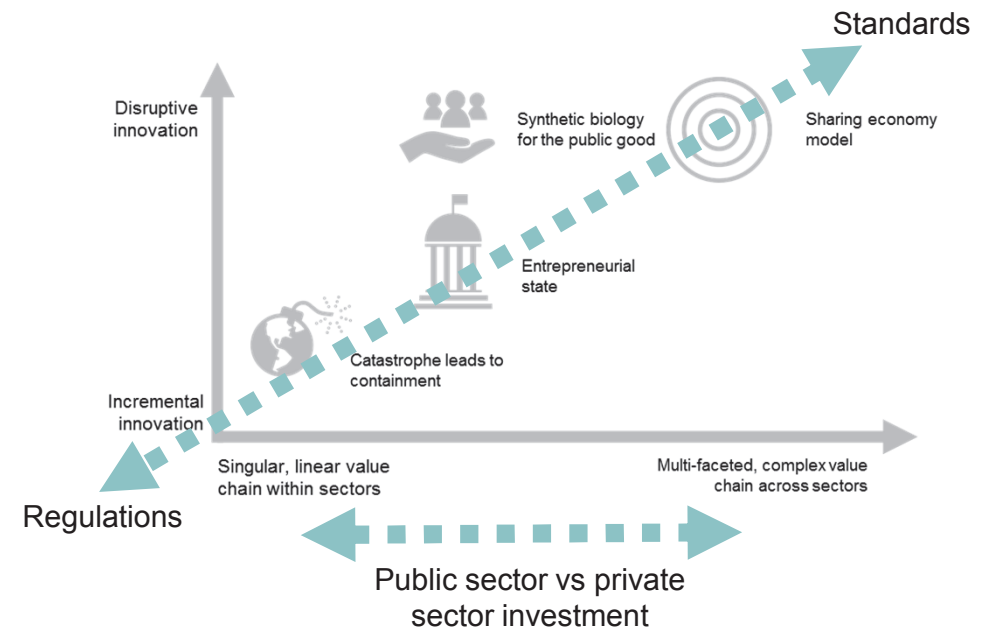 Standards
Disruptive
innovation
Synthetic biology
for the public good
Sharing economy
model
Entrepreneurial
state
Catastrophe leads to
containment
Incremental
innovation
Singular, linear value
chain within sectors
Multi-faceted, complex value
chain across sectors
Regulations
Public sector vs private
sector investment